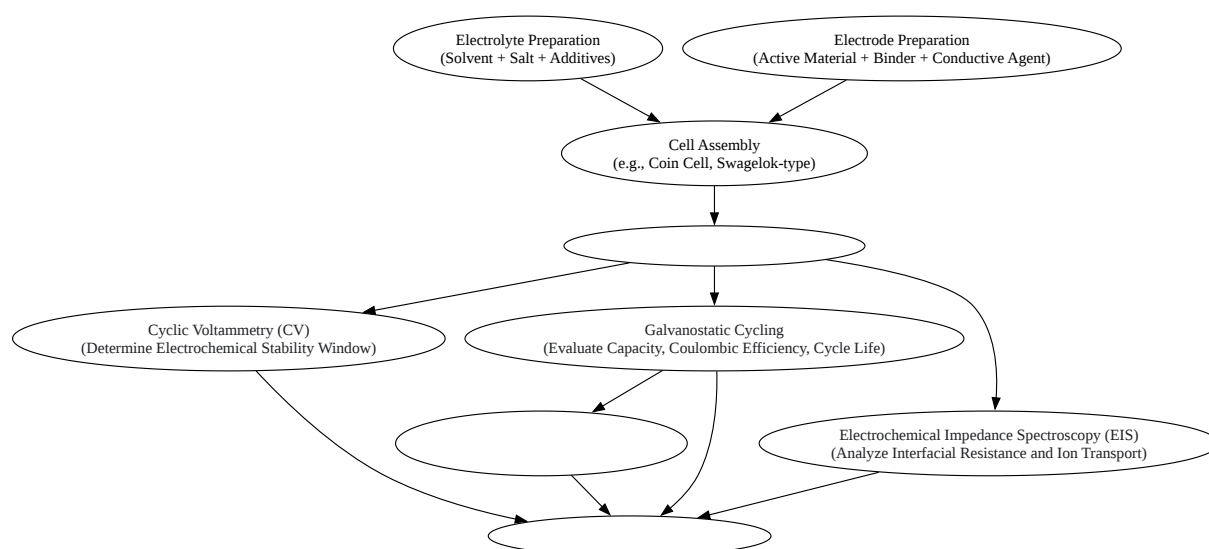 Electrolyte Preparation
(Solvent + Salt + Additives)
Electrode Preparation
(Active Material + Binder + Conductive Agent)
Cell Assembly
(e.g., Coin Cell, Swagelok-type)
Cyclic Voltammetry (CV)
(Determine Electrochemical Stability Window)
Galvanostatic Cycling
(Evaluate Capacity, Coulombic Efficiency, Cycle Life)
Electrochemical Impedance Spectroscopy (EIS)
(Analyze Interfacial Resistance and Ion Transport)